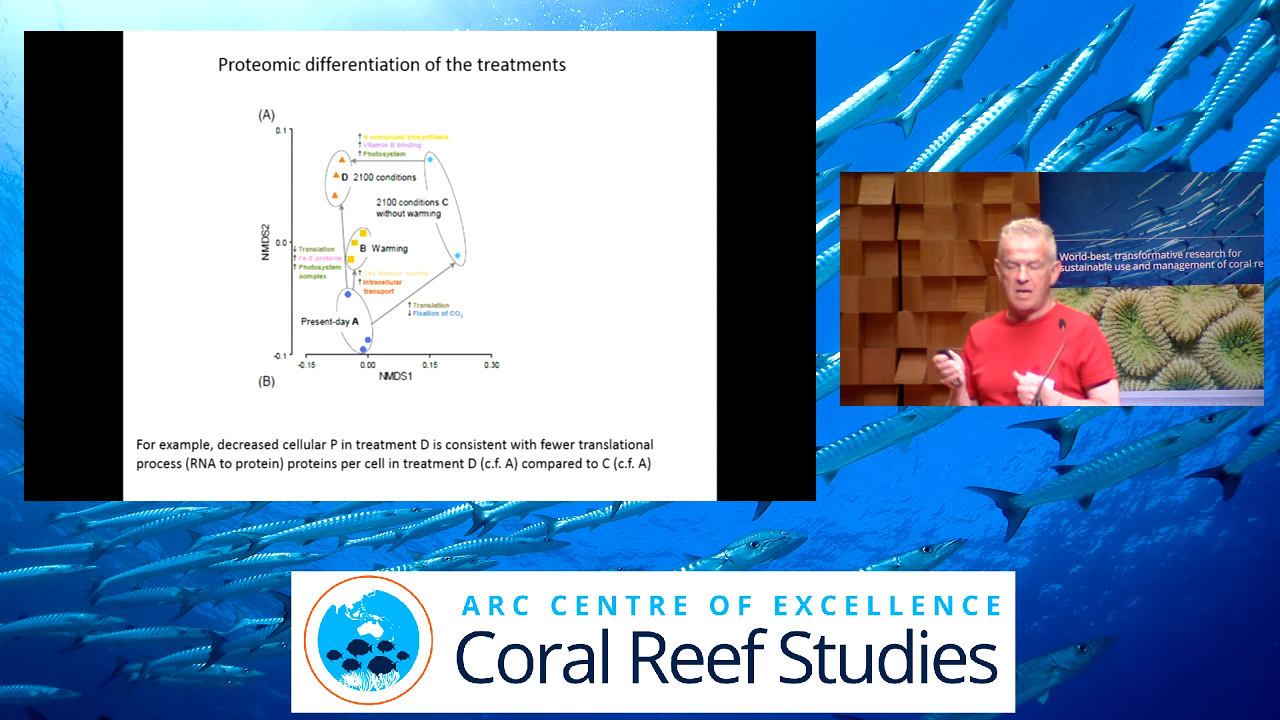 Proteomic differentiation of the treatments
(A)
0.1
↑ N compound biosynthesis
↑ Vitamin B binding
↑ Photosystem
D 2100 conditions
2100 conditions C
without warming
NMDS2
0.0
B Warming
↓ Translation
↑ Fe-S proteins
↑ Photosystem
complex
↑ Intracellular
transport
↑ Translation
↓ Fixation of CO₂
Present-day A
-0.1
-0.15
0.00
0.15
0.30
NMDS1
(B)
For example, decreased cellular P in treatment D is consistent with fewer translational
process (RNA to protein) proteins per cell in treatment D (c.f. A) compared to C (c.f. A)
World-best, transformative research for
sustainable use and management of coral re
ARC CENTRE OF EXCELLENCE
Coral Reef Studies